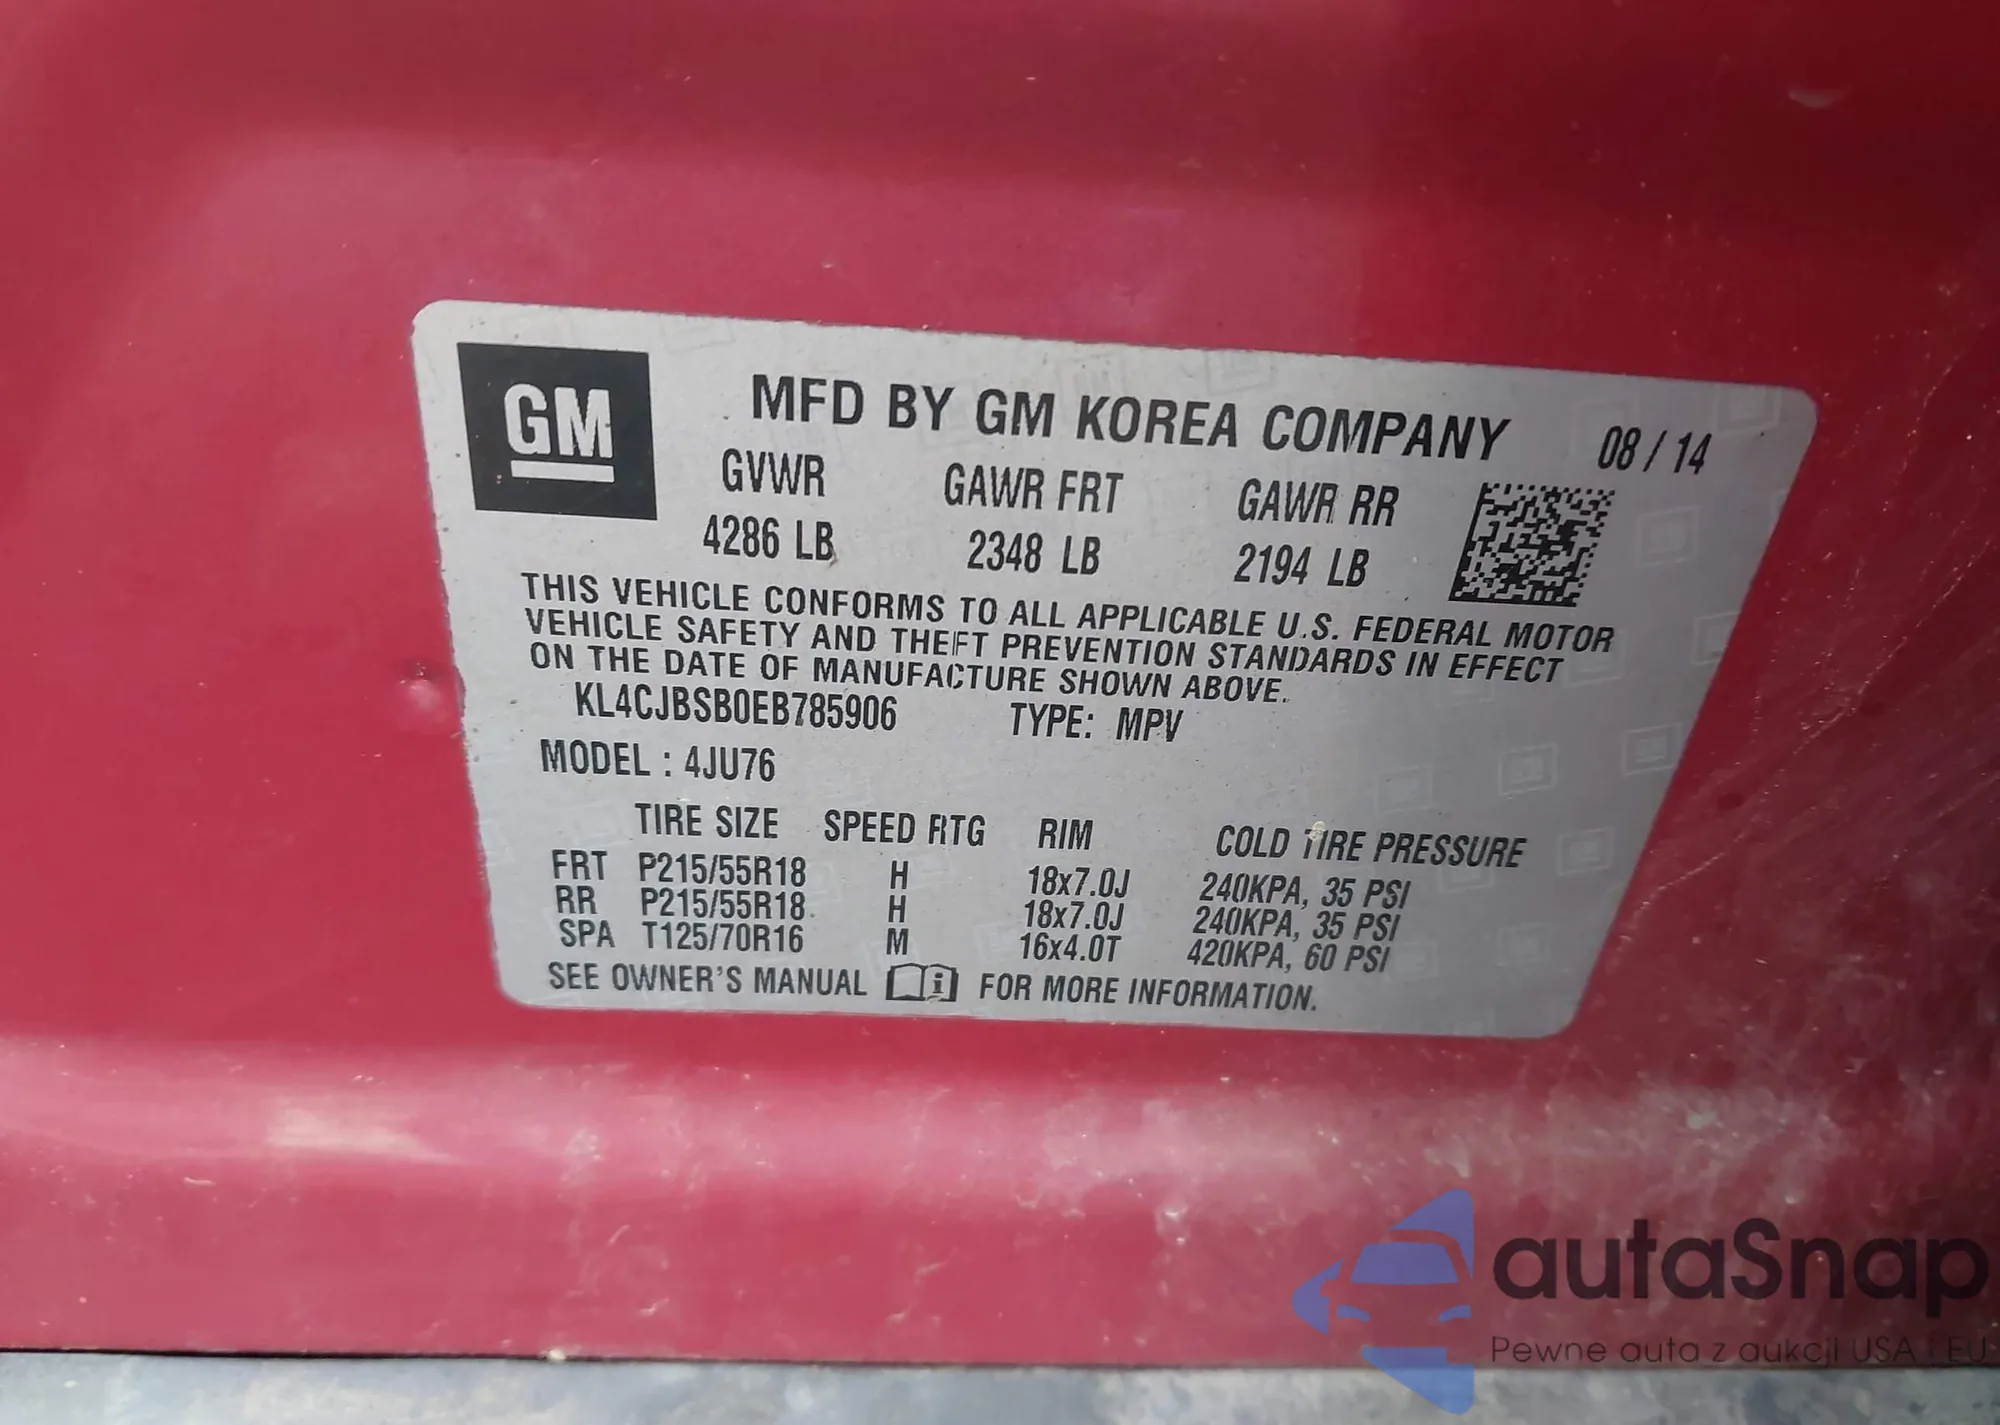 GM
MFD BY GM KOREA COMPANY 08 / 14
GVWR GAWR FRT GAWR RR
4286 LB 2348 LB 2194 LB
THIS VEHICLE CONFORMS TO ALL APPLICABLE U.S. FEDERAL MOTOR
VEHICLE SAFETY AND THEFT PREVENTION STANDARDS IN EFFECT
ON THE DATE OF MANUFACTURE SHOWN ABOVE.
KL4CJBSB0EB785906 TYPE: MPV
MODEL : 4JU76
TIRE SIZE SPEED RTG RIM COLD TIRE PRESSURE
FRT P215/55R18 H 18x7.0J 240KPA, 35 PSI
RR P215/55R18 H 18x7.0J 240KPA, 35 PSI
SPA T125/70R16 M 16x4.0T 420KPA, 60 PSI
SEE OWNER'S MANUAL i FOR MORE INFORMATION.
autaSnap
Pewne auta z aukcji USA i EU